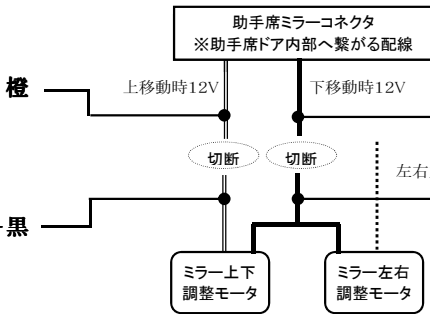 助手席ミラーコネクタ
※助手席ドア内部へ繋がる配線
橙
上移動時12V
下移動時12V
切断
切断
左右
黒
ミラー上下
調整モータ
ミラー左右
調整モータ